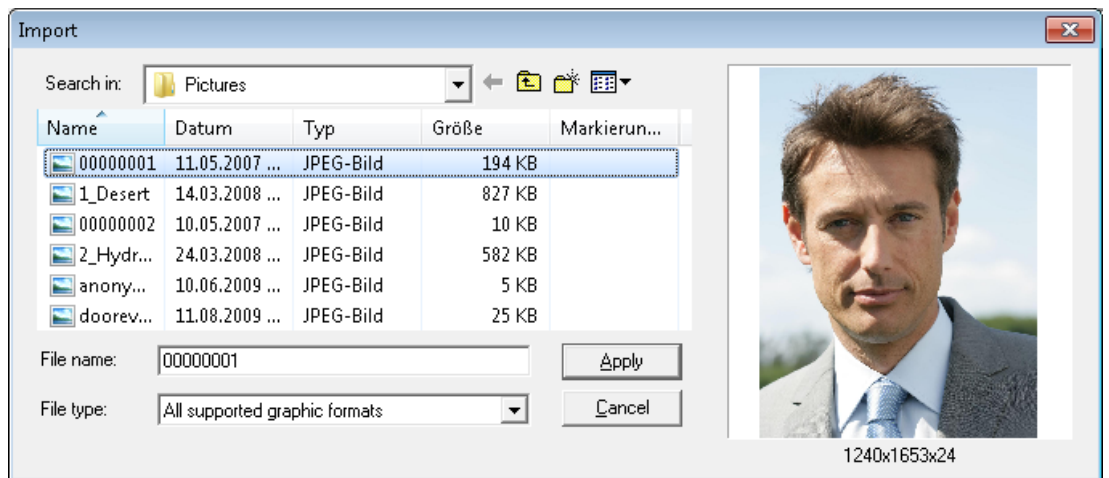 Import
Search in: Pictures
Name Datum Typ Größe Markierun...
00000001 11.05.2007 ... JPEG-Bild 194 KB
1_Desert 14.03.2008 ... JPEG-Bild 827 KB
00000002 10.05.2007 ... JPEG-Bild 10 KB
2_Hydr... 24.03.2008 ... JPEG-Bild 582 KB
anony... 10.06.2009 ... JPEG-Bild 5 KB
doorev... 11.08.2009 ... JPEG-Bild 25 KB
File name: 00000001 Apply
File type: All supported graphic formats Cancel
1240x1653x24